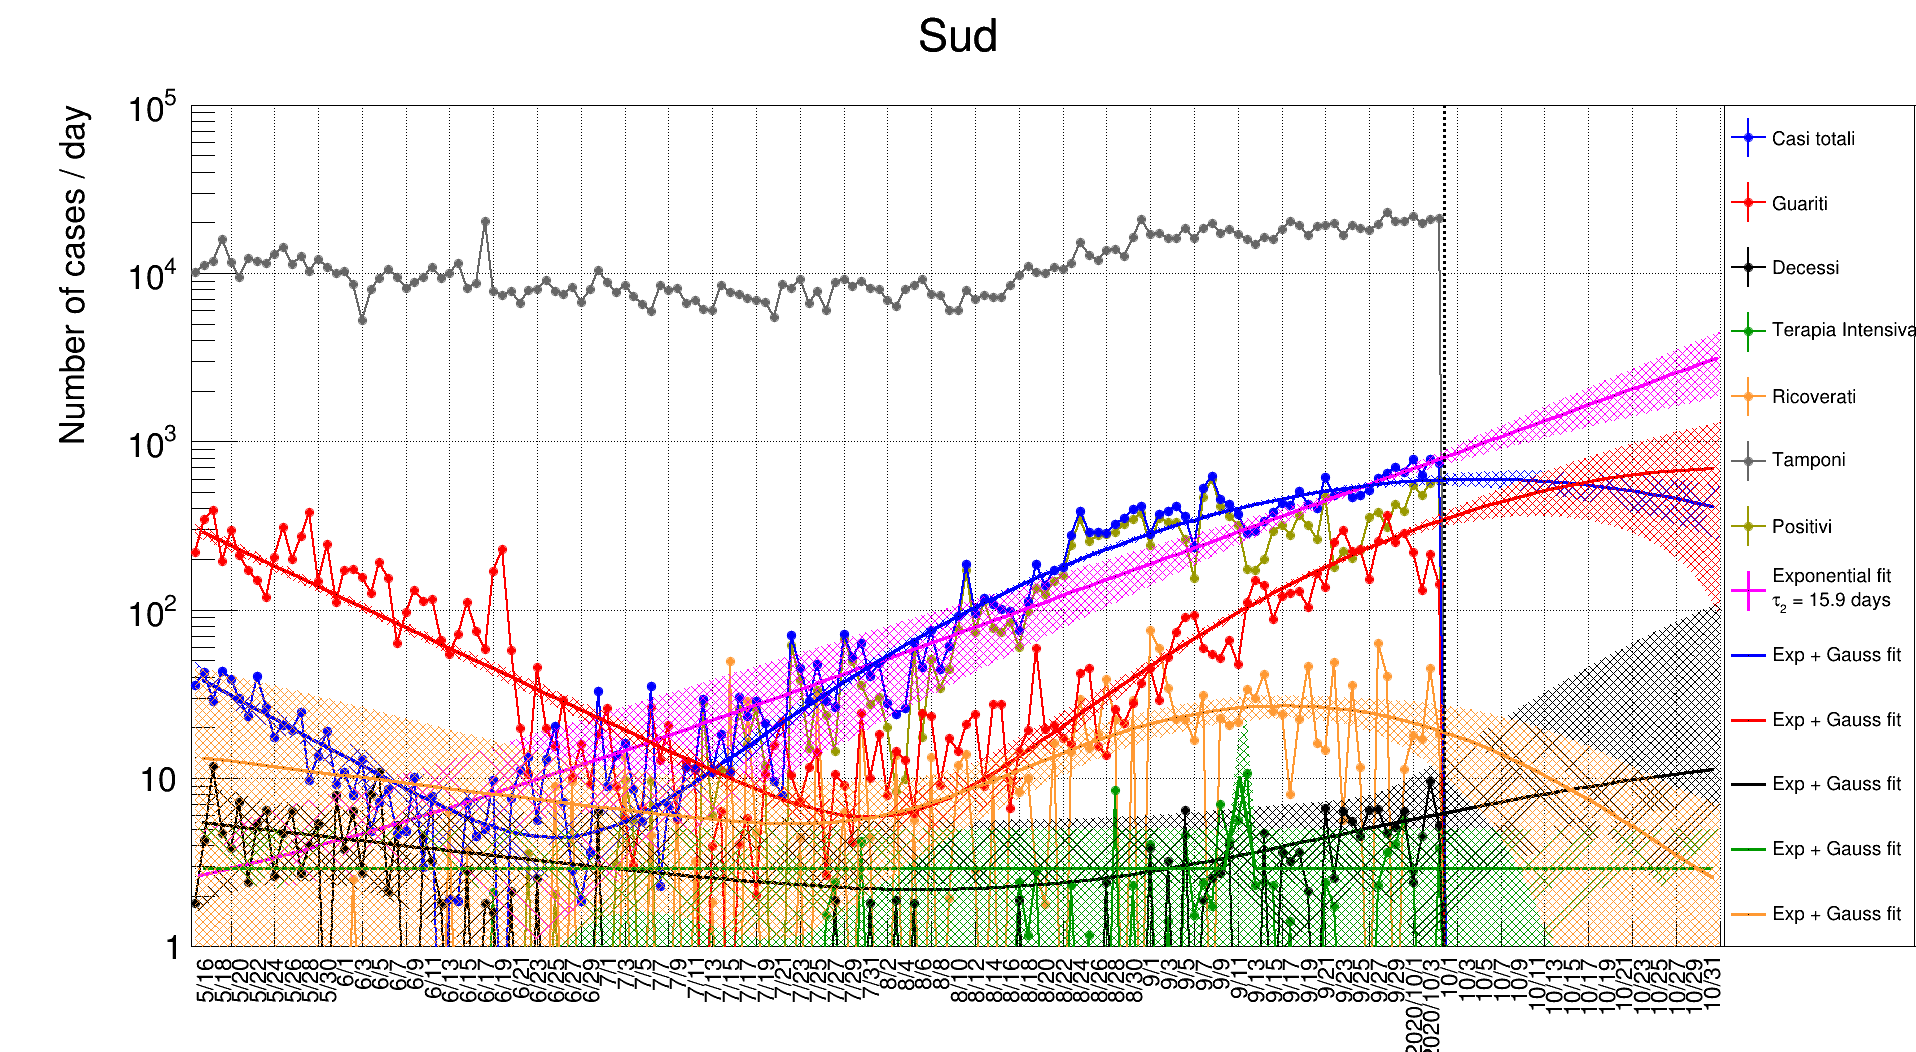 Sud
Number of cases / day
10⁵
10⁴
10³
10²
10
1
5/16 5/18 5/20 5/22 5/24 5/26 5/28 5/30 6/1 6/3 6/5 6/7 6/9 6/11 6/13 6/15 6/17 6/19 6/21 6/23 6/25 6/27 6/29 7/1 7/3 7/5 7/7 7/9 7/11 7/13 7/15 7/17 7/19 7/21 7/23 7/25 7/27 7/29 7/31 8/2 8/4 8/6 8/8 8/10 8/12 8/14 8/16 8/18 8/20 8/22 8/24 8/26 8/28 8/30 9/1 9/3 9/5 9/7 9/9 9/11 9/13 9/15 9/17 9/19 9/21 9/23 9/25 9/27 9/29 2020/10/1 2020/10/3 10/1 10/3 10/5 10/7 10/9 10/11 10/13 10/15 10/17 10/19 10/21 10/23 10/25 10/27 10/29 10/31
Casi totali
Guariti
Decessi
Terapia Intensiva
Ricoverati
Tamponi
Positivi
Exponential fit
τ₂ = 15.9 days
Exp + Gauss fit
Exp + Gauss fit
Exp + Gauss fit
Exp + Gauss fit
Exp + Gauss fit